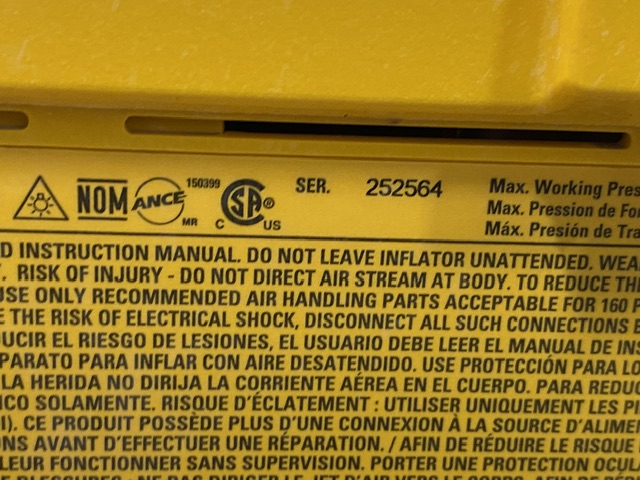 NOM ANCE MR 150399 CSA ® C US SER. 252564 Max. Working
Max. Pression de
Máx. Presión de
INSTRUCTION MANUAL. DO NOT LEAVE INFLATOR UNATTENDED.
RISK OF INJURY - DO NOT DIRECT AIR STREAM AT BODY. TO REDUCE THE
USE ONLY RECOMMENDED AIR HANDLING PARTS ACCEPTABLE FOR 160
THE RISK OF ELECTRICAL SHOCK, DISCONNECT ALL SUCH CONNECTIONS
EL RIESGO DE LESIONES, EL USUARIO DEBE LEER EL MANUAL DE
PARA INFLAR CON AIRE DESATENDIDO. USE PROTECCIÓN PARA
LA HERIDA NO DIRIJA LA CORRIENTE AÉREA EN EL CUERPO. PARA
SOLAMENTE. RISQUE D'ÉCLATEMENT : UTILISER UNIQUEMENT LES
CE PRODUIT POSSÈDE PLUS D'UNE CONNEXION À LA SOURCE
AVANT D'EFFECTUER UNE RÉPARATION. / AFIN DE RÉDUIRE LE RISQUE
FONCTIONNER SANS SUPERVISION. PORTER UNE PROTECTION